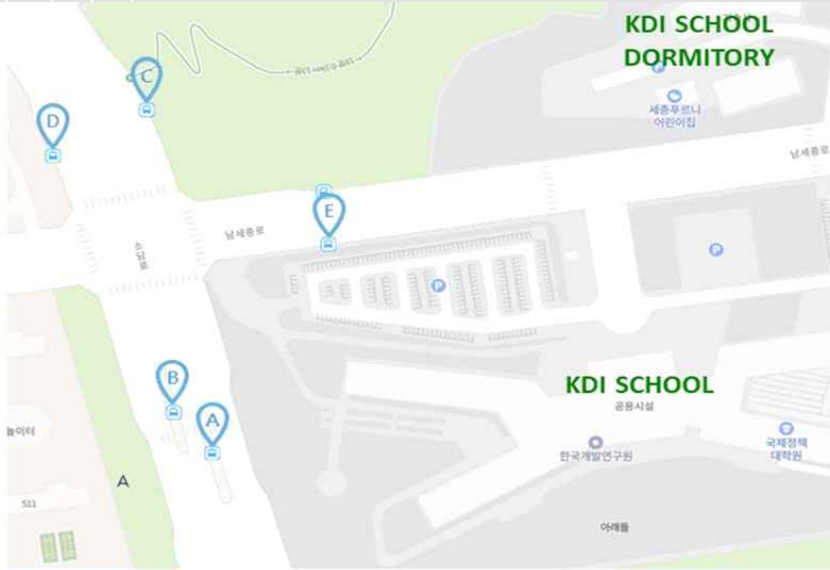 KDI SCHOOL
DORMITORY
P
세종푸르니
어린이집
C
D
남세종로
E
남세종로
소담로
P
P
B
KDI SCHOOL
공용시설
A
놀이터
한국개발연구원
국제정책
대학원
A
511
아래뜰